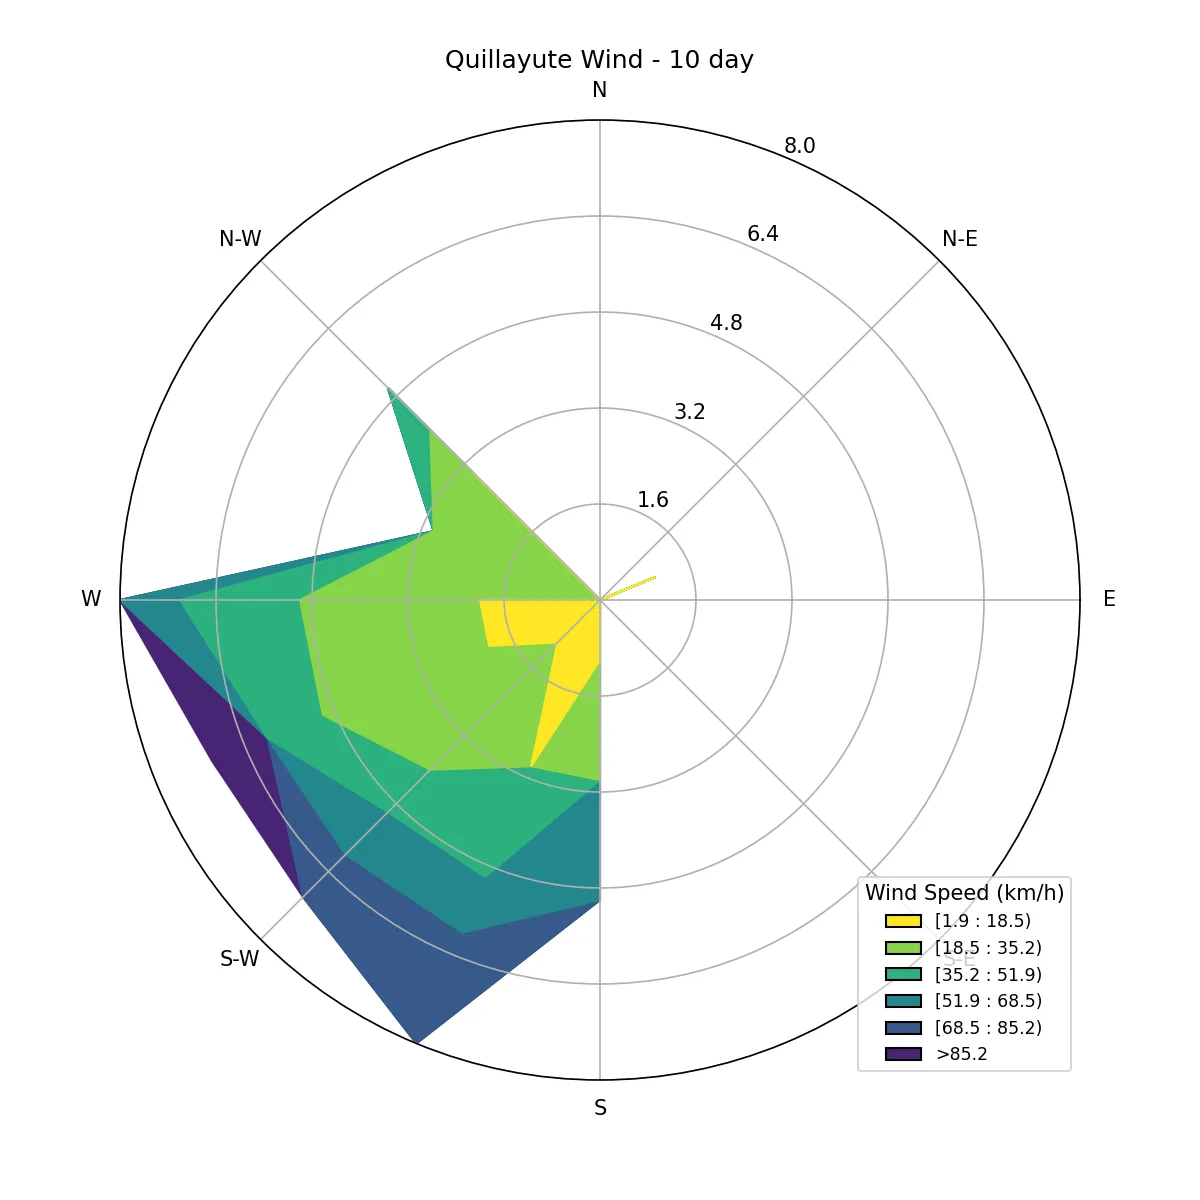 Quillayute Wind - 10 day
N
8.0
N-W
N-E
6.4
4.8
3.2
1.6
W
E
S-W
S-E
S
Wind Speed (km/h)
[1.9 : 18.5)
[18.5 : 35.2)
[35.2 : 51.9)
[51.9 : 68.5)
[68.5 : 85.2)
>85.2